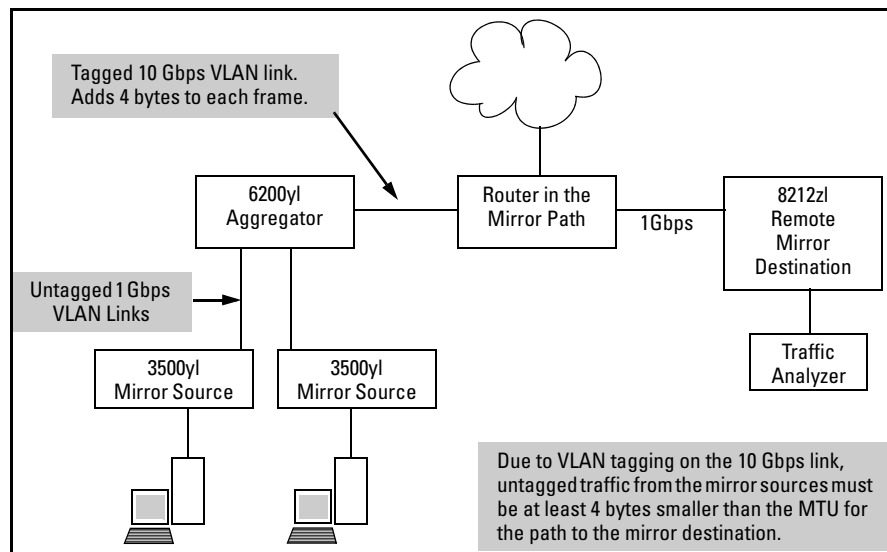 Tagged 10 Gbps VLAN link.
Adds 4 bytes to each frame.
6200yl
Aggregator
Router in the
Mirror Path
1Gbps
8212zl
Remote
Mirror
Destination
Untagged 1 Gbps
VLAN Links
3500yl
Mirror Source
3500yl
Mirror Source
Traffic
Analyzer
Due to VLAN tagging on the 10 Gbps link,
untagged traffic from the mirror sources must
be at least 4 bytes smaller than the MTU for
the path to the mirror destination.